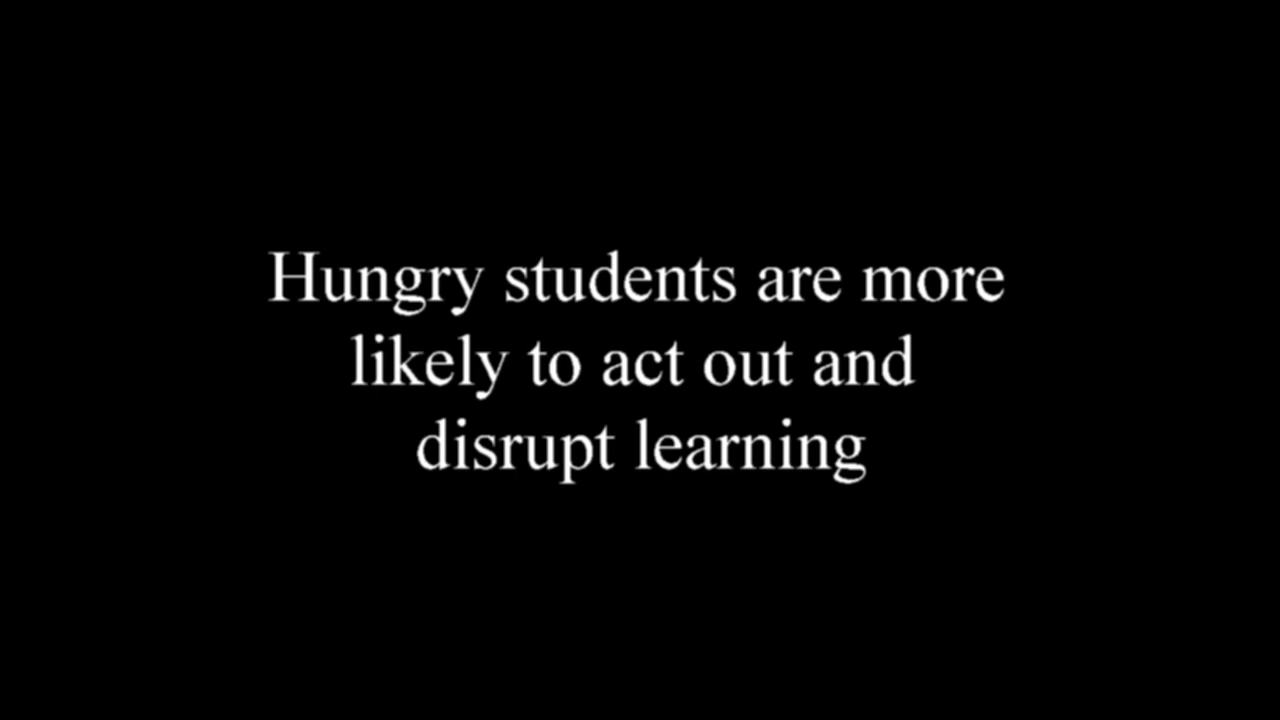 Hungry students are more
likely to act out and
disrupt learning